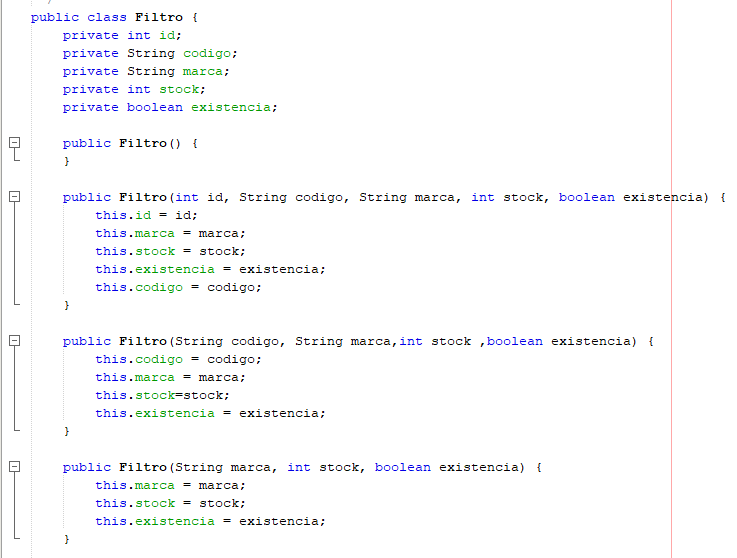 public class Filtro {
    private int id;
    private String codigo;
    private String marca;
    private int stock;
    private boolean existencia;
    public Filtro() {
    }
    public Filtro(int id, String codigo, String marca, int stock, boolean existencia) {
        this.id = id;
        this.marca = marca;
        this.stock = stock;
        this.existencia = existencia;
        this.codigo = codigo;
    }
    public Filtro(String codigo, String marca,int stock ,boolean existencia) {
        this.codigo = codigo;
        this.marca = marca;
        this.stock=stock;
        this.existencia = existencia;
    }
    public Filtro(String marca, int stock, boolean existencia) {
        this.marca = marca;
        this.stock = stock;
        this.existencia = existencia;
    }